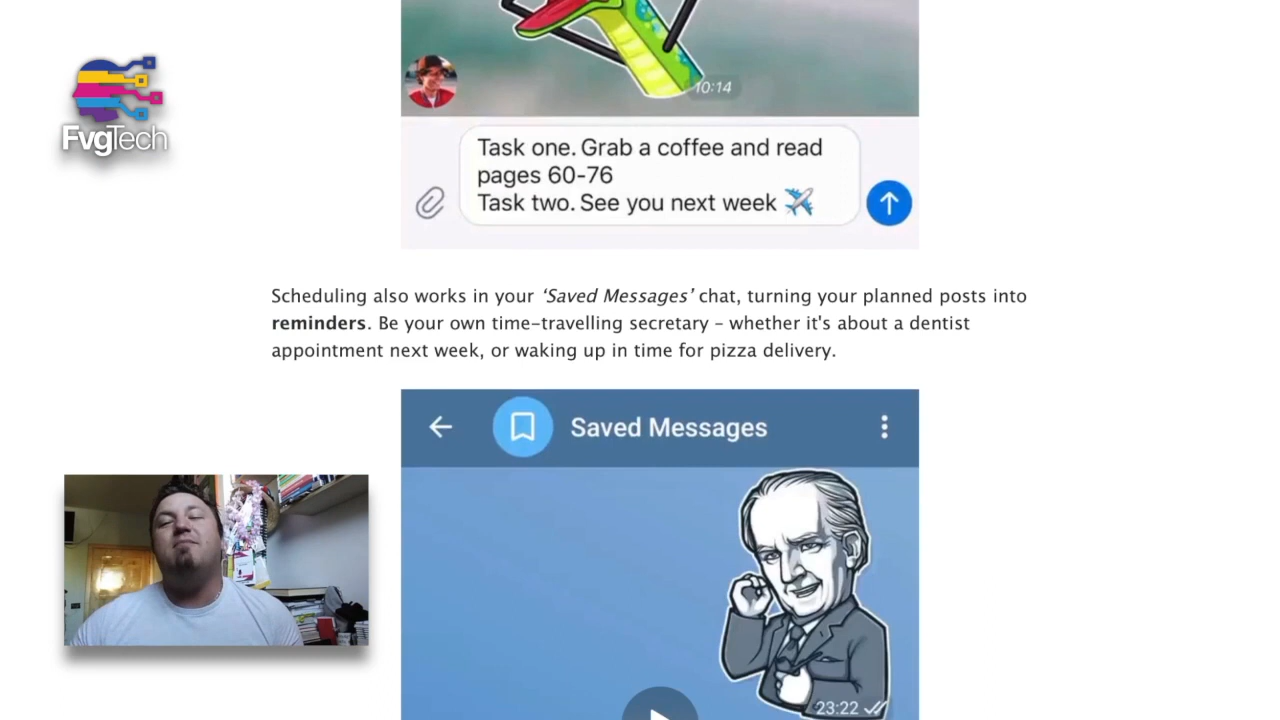 FvgTech
10:14
Task one. Grab a coffee and read
pages 60-76
Task two. See you next week ✈️
Scheduling also works in your ‘Saved Messages’ chat, turning your planned posts into
reminders. Be your own time-travelling secretary – whether it's about a dentist
appointment next week, or waking up in time for pizza delivery.
Saved Messages
23:22